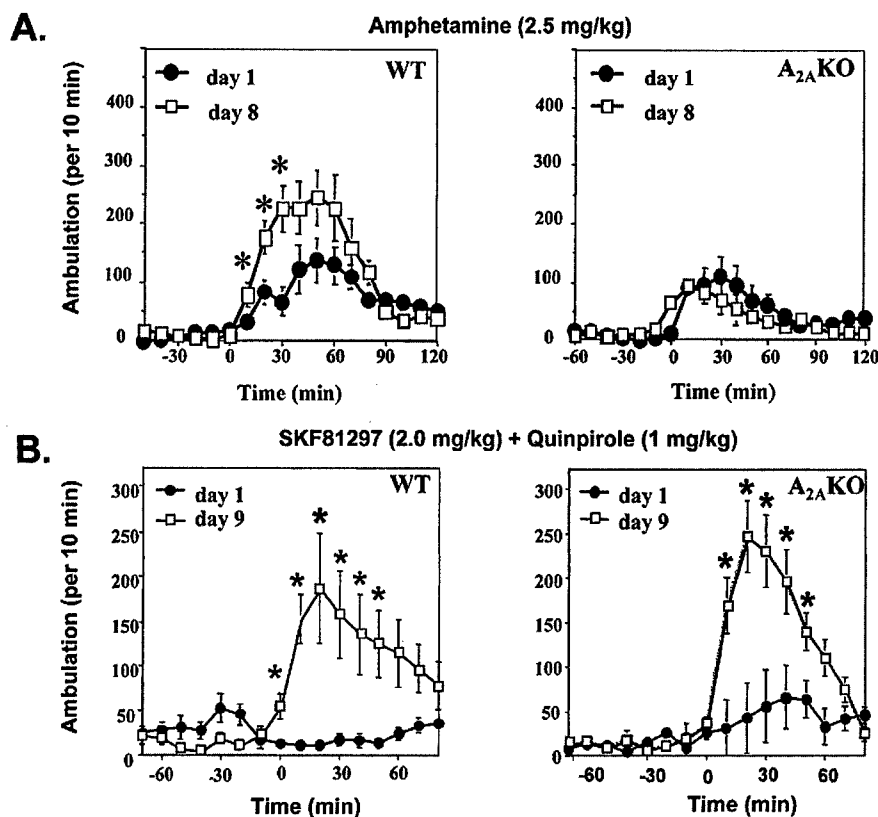 A.
Amphetamine (2.5 mg/kg)
Ambulation (per 10 min)
400
300
200
100
0
day 1
day 8
WT
*
*
*
-30
0
30
60
90
120
Time (min)
400
300
200
100
0
day 1
day 8
A2AKO
-60
-30
0
30
60
90
120
Time (min)
B.
SKF81297 (2.0 mg/kg) + Quinpirole (1 mg/kg)
Ambulation (per 10 min)
300
250
200
150
100
50
0
day 1
day 9
WT
*
*
*
*
*
*
-60
-30
0
30
60
Time (min)
300
250
200
150
100
50
0
day 1
day 9
A2AKO
*
*
*
*
*
-60
-30
0
30
60
Time (min)